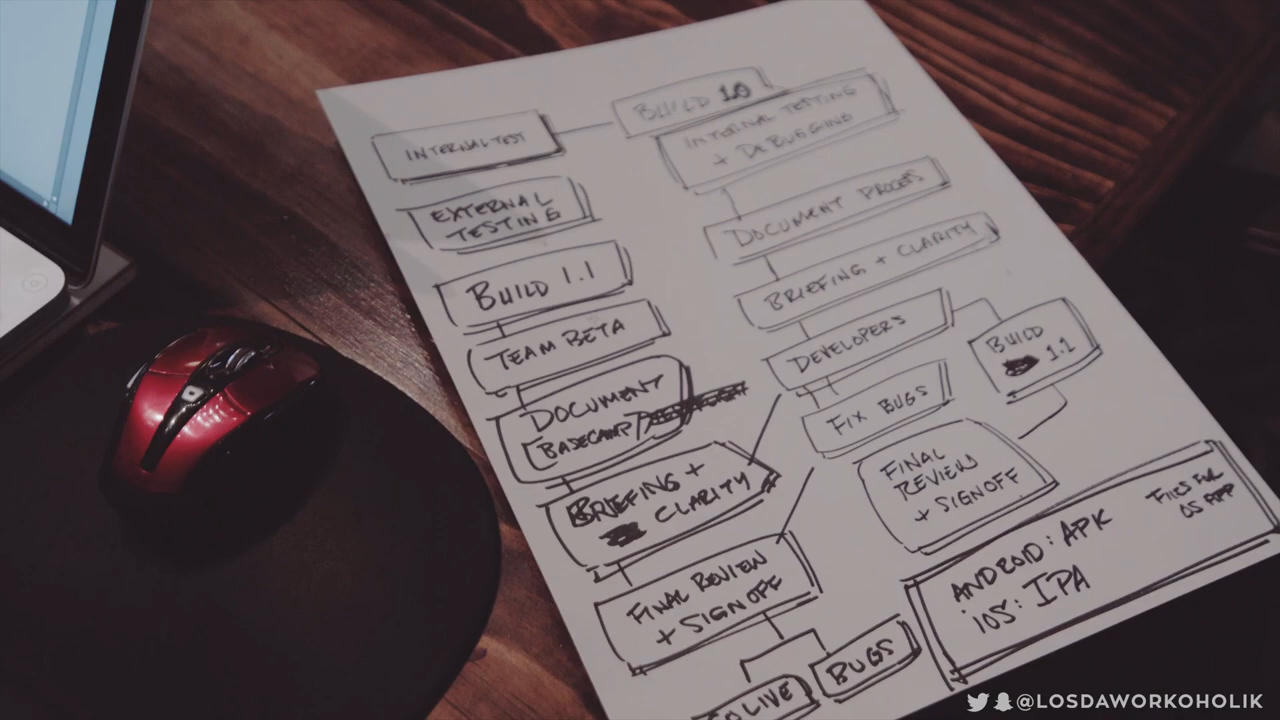 INTERNAL TEST
EXTERNAL
TESTING
BUILD 1.1
TEAM BETA
DOCUMENT
BASECAMP/
BRIEFING +
CLARITY
FINAL REVIEW
+ SIGNOFF
LIVE
BUGS
BUILD 1.0
INTERNAL TESTING
+ DEBUGGING
DOCUMENT PROCESS
BRIEFING + CLARITY
DEVELOPERS
BUILD
1.1
FIX BUGS
FINAL
REVIEW
+ SIGNOFF
ANDROID: APK
iOS: IPA
FILES FOR
OS APP
@LOSDAWORKOHOLIK